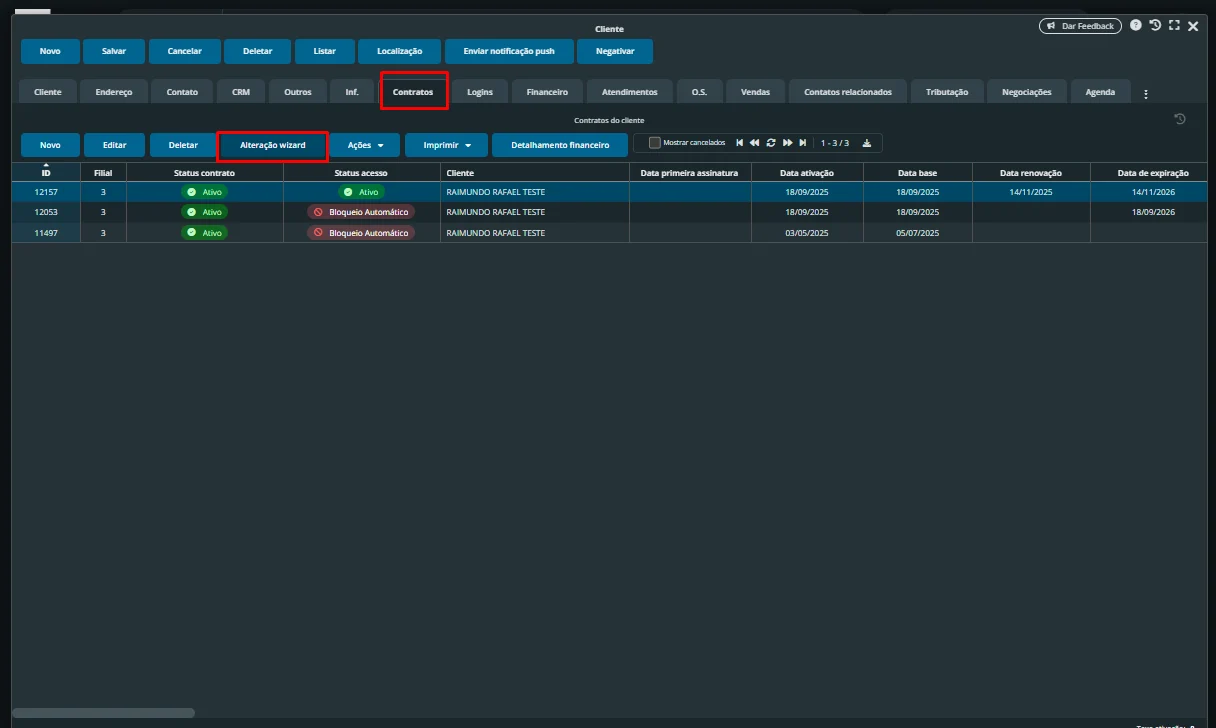 Cliente
Dar Feedback
Novo Salvar Cancelar Deletar Listar Localização Enviar notificação push Negativar
Cliente Endereço Contato CRM Outros Inf. Contratos Logins Financeiro Atendimentos O.S. Vendas Contatos relacionados Tributação Negociações Agenda
Contratos do cliente
Novo Editar Deletar Alteração wizard Ações Imprimir Detalhamento financeiro Mostrar cancelados 1 - 3 / 3
ID Filial Status contrato Status acesso Cliente Data primeira assinatura Data ativação Data base Data renovação Data de expiração
12157 3 Ativo Ativo RAIMUNDO RAFAEL TESTE 18/09/2025 18/09/2025 14/11/2025 14/11/2026
12053 3 Ativo Bloqueio Automático RAIMUNDO RAFAEL TESTE 18/09/2025 18/09/2025 18/09/2026
11497 3 Ativo Bloqueio Automático RAIMUNDO RAFAEL TESTE 03/05/2025 05/07/2025